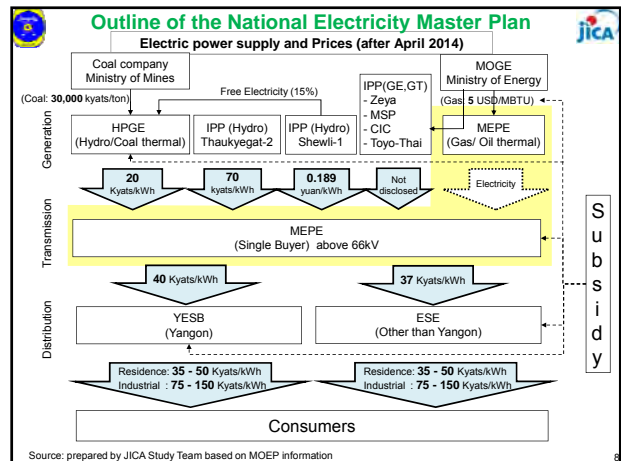 Outline of the National Electricity Master Plan
jICA
Electric power supply and Prices (after April 2014)
Coal company
Ministry of Mines
MOGE
Ministry of Energy
(Coal: 30,000 kyats/ton)
Free Electricity (15%)
IPP(GE,GT)
- Zeya
- MSP
- CIC
- Toyo-Thai
(Gas: 5 USD/MBTU)
Generation
HPGE
(Hydro/Coal thermal)
IPP (Hydro)
Thaukyegat-2
IPP (Hydro)
Shewli-1
MEPE
(Gas/ Oil thermal)
20
Kyats/kWh
70
kyats/kWh
0.189
yuan/kWh
Not
disclosed
Electricity
Transmission
MEPE
(Single Buyer) above 66kV
40 Kyats/kWh
37 Kyats/kWh
Distribution
YESB
(Yangon)
ESE
(Other than Yangon)
Subsidy
Residence: 35 - 50 Kyats/kWh
Industrial : 75 - 150 Kyats/kWh
Residence: 35 - 50 Kyats/kWh
Industrial : 75 - 150 Kyats/kWh
Consumers
Source: prepared by JICA Study Team based on MOEP information
8